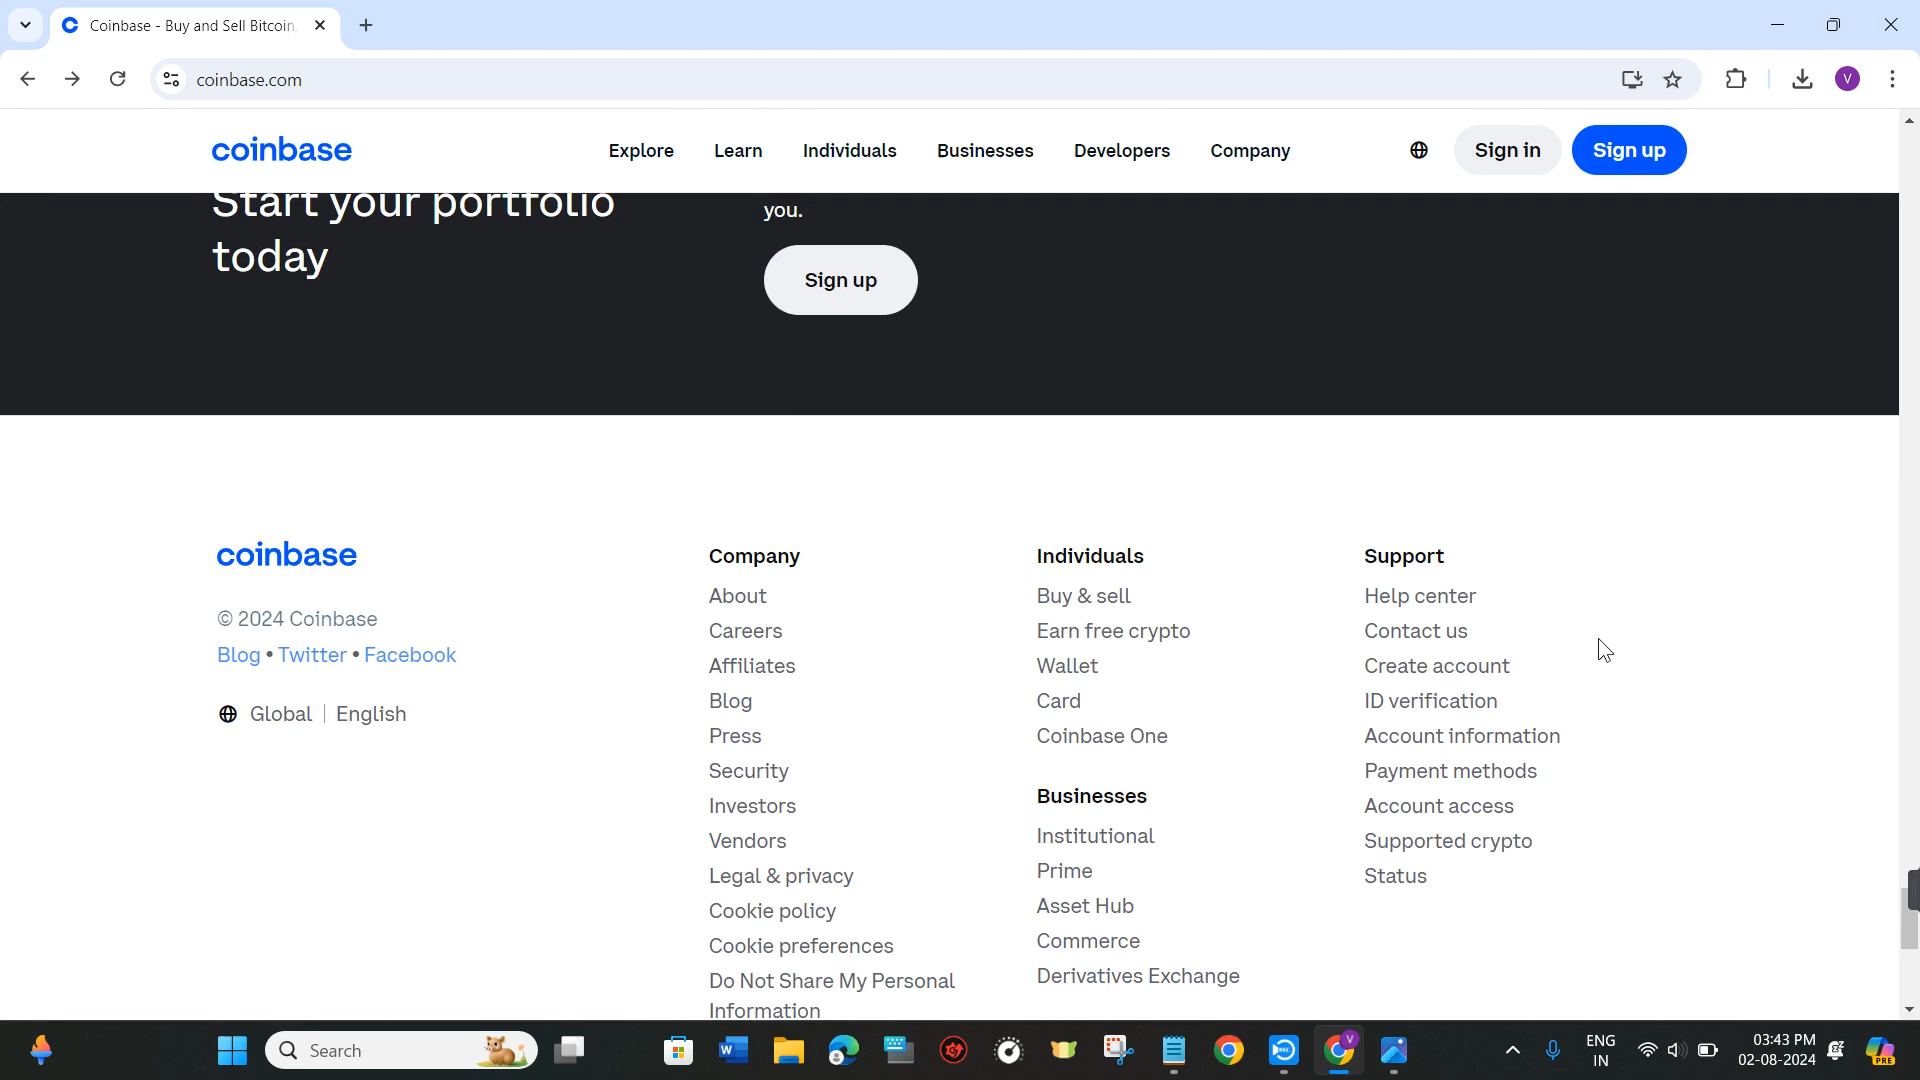 Coinbase - Buy and Sell Bitcoin
coinbase.com
coinbase
Explore
Learn
Individuals
Businesses
Developers
Company
Sign in
Sign up
Start your portfolio
today
you.
Sign up
coinbase
© 2024 Coinbase
Blog • Twitter • Facebook
Global | English
Company
About
Careers
Affiliates
Blog
Press
Security
Investors
Vendors
Legal & privacy
Cookie policy
Cookie preferences
Do Not Share My Personal
Information
Individuals
Buy & sell
Earn free crypto
Wallet
Card
Coinbase One
Businesses
Institutional
Prime
Asset Hub
Commerce
Derivatives Exchange
Support
Help center
Contact us
Create account
ID verification
Account information
Payment methods
Account access
Supported crypto
Status
V
Search
W
REC
V
ENG
IN
03:43 PM
02-08-2024
PRE